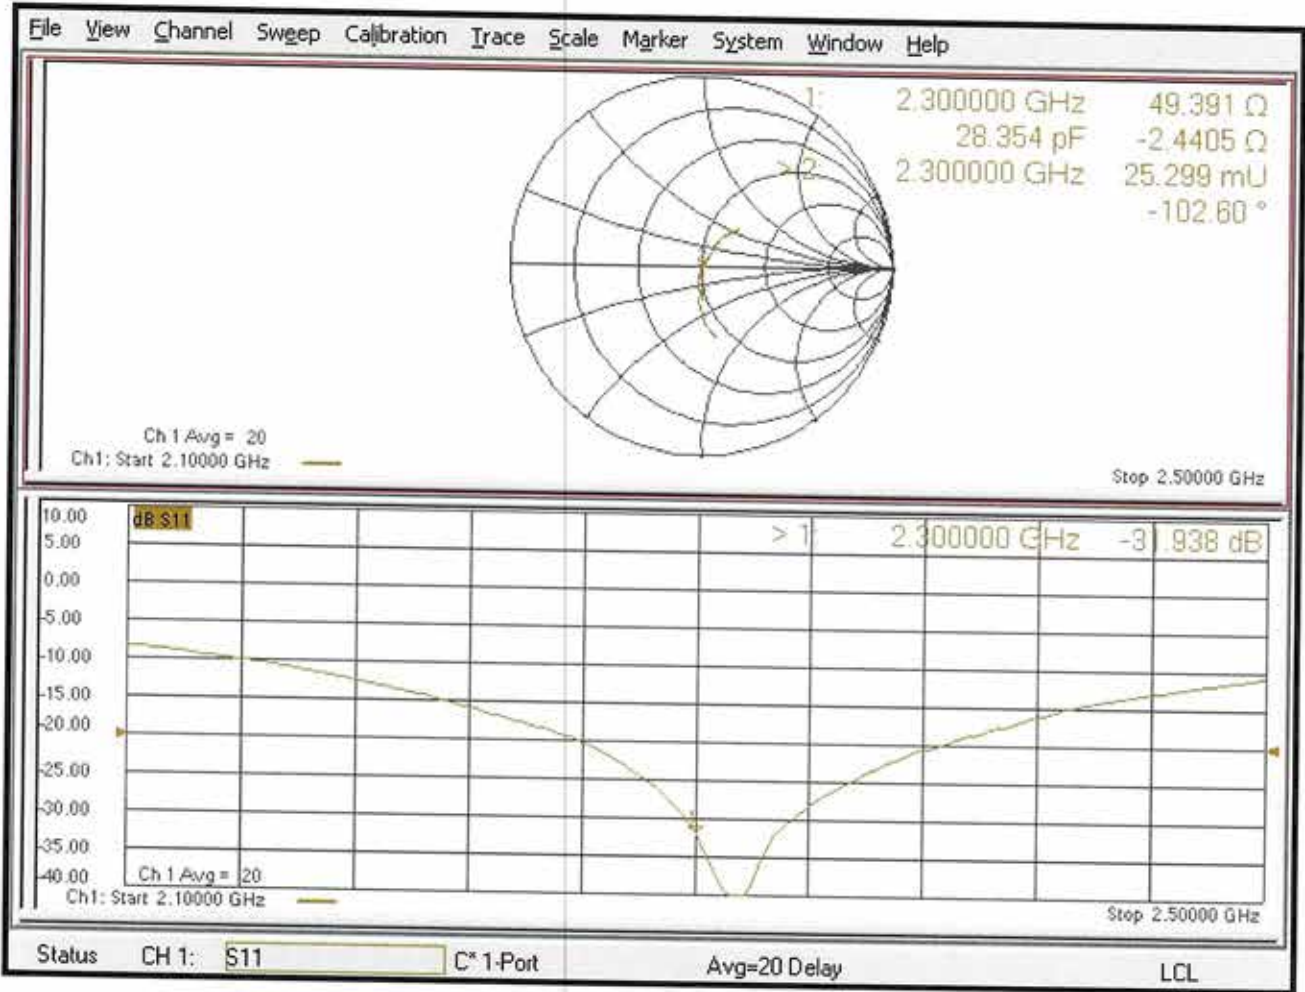 File View Channel Sweep Calibration Trace Scale Marker System Window Help
1: 2.300000 GHz 49.391 Ω
28.354 pF -2.4405 Ω
> 2: 2.300000 GHz 25.299 mU
-102.60 °
Ch 1 Avg = 20
Ch1: Start 2.10000 GHz
Stop 2.50000 GHz
10.00
dB S11
> 1: 2.300000 GHz -31.938 dB
5.00
0.00
-5.00
-10.00
-15.00
-20.00
-25.00
-30.00
-35.00
-40.00
Ch 1 Avg = 20
Ch1: Start 2.10000 GHz
Stop 2.50000 GHz
Status CH 1: S11 C* 1-Port Avg=20 Delay LCL